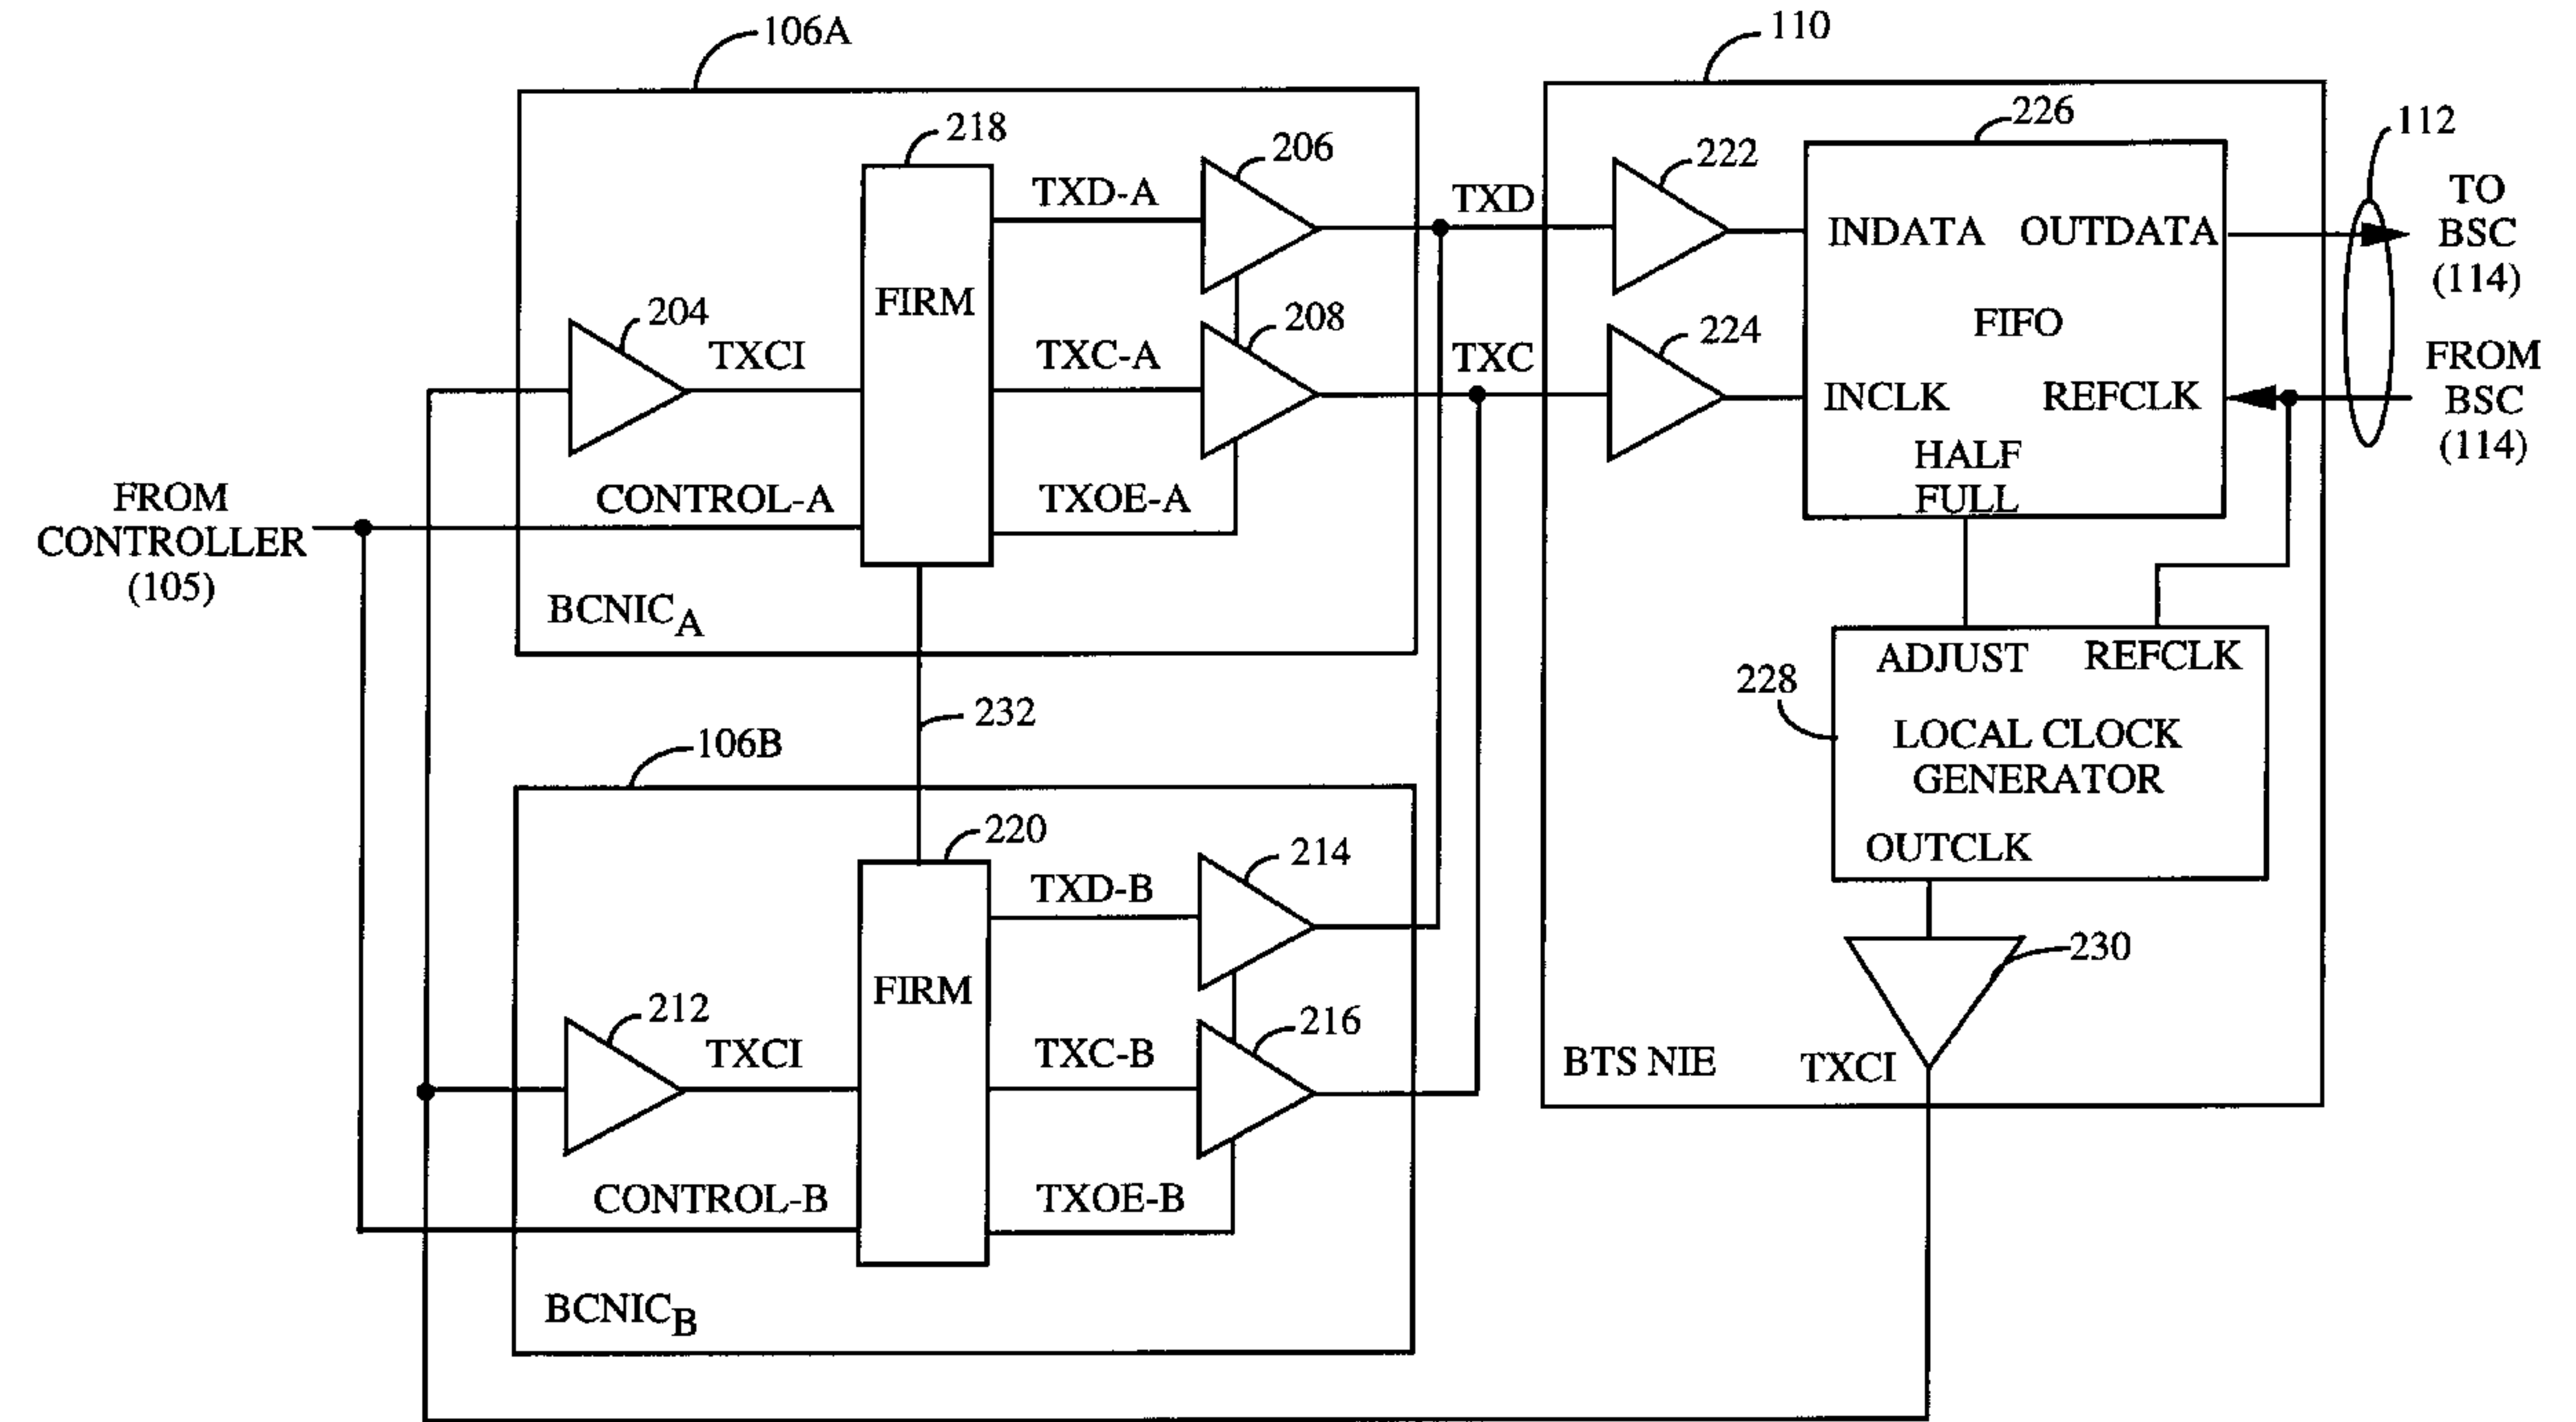 106A
110
218
206
TXD-A
FIRM
204
TXCI
208
TXC-A
CONTROL-A
TXOE-A
BCNIC_A
FROM
CONTROLLER
(105)
TXD
TXC
222
224
226
INDATA OUTDATA
FIFO
INCLK REFCLK
HALF
FULL
112
TO
BSC
(114)
FROM
BSC
(114)
232
106B
220
214
TXD-B
FIRM
212
TXCI
216
TXC-B
CONTROL-B
TXOE-B
BCNIC_B
228
ADJUST REFCLK
LOCAL CLOCK
GENERATOR
OUTCLK
230
BTS NIE
TXCI